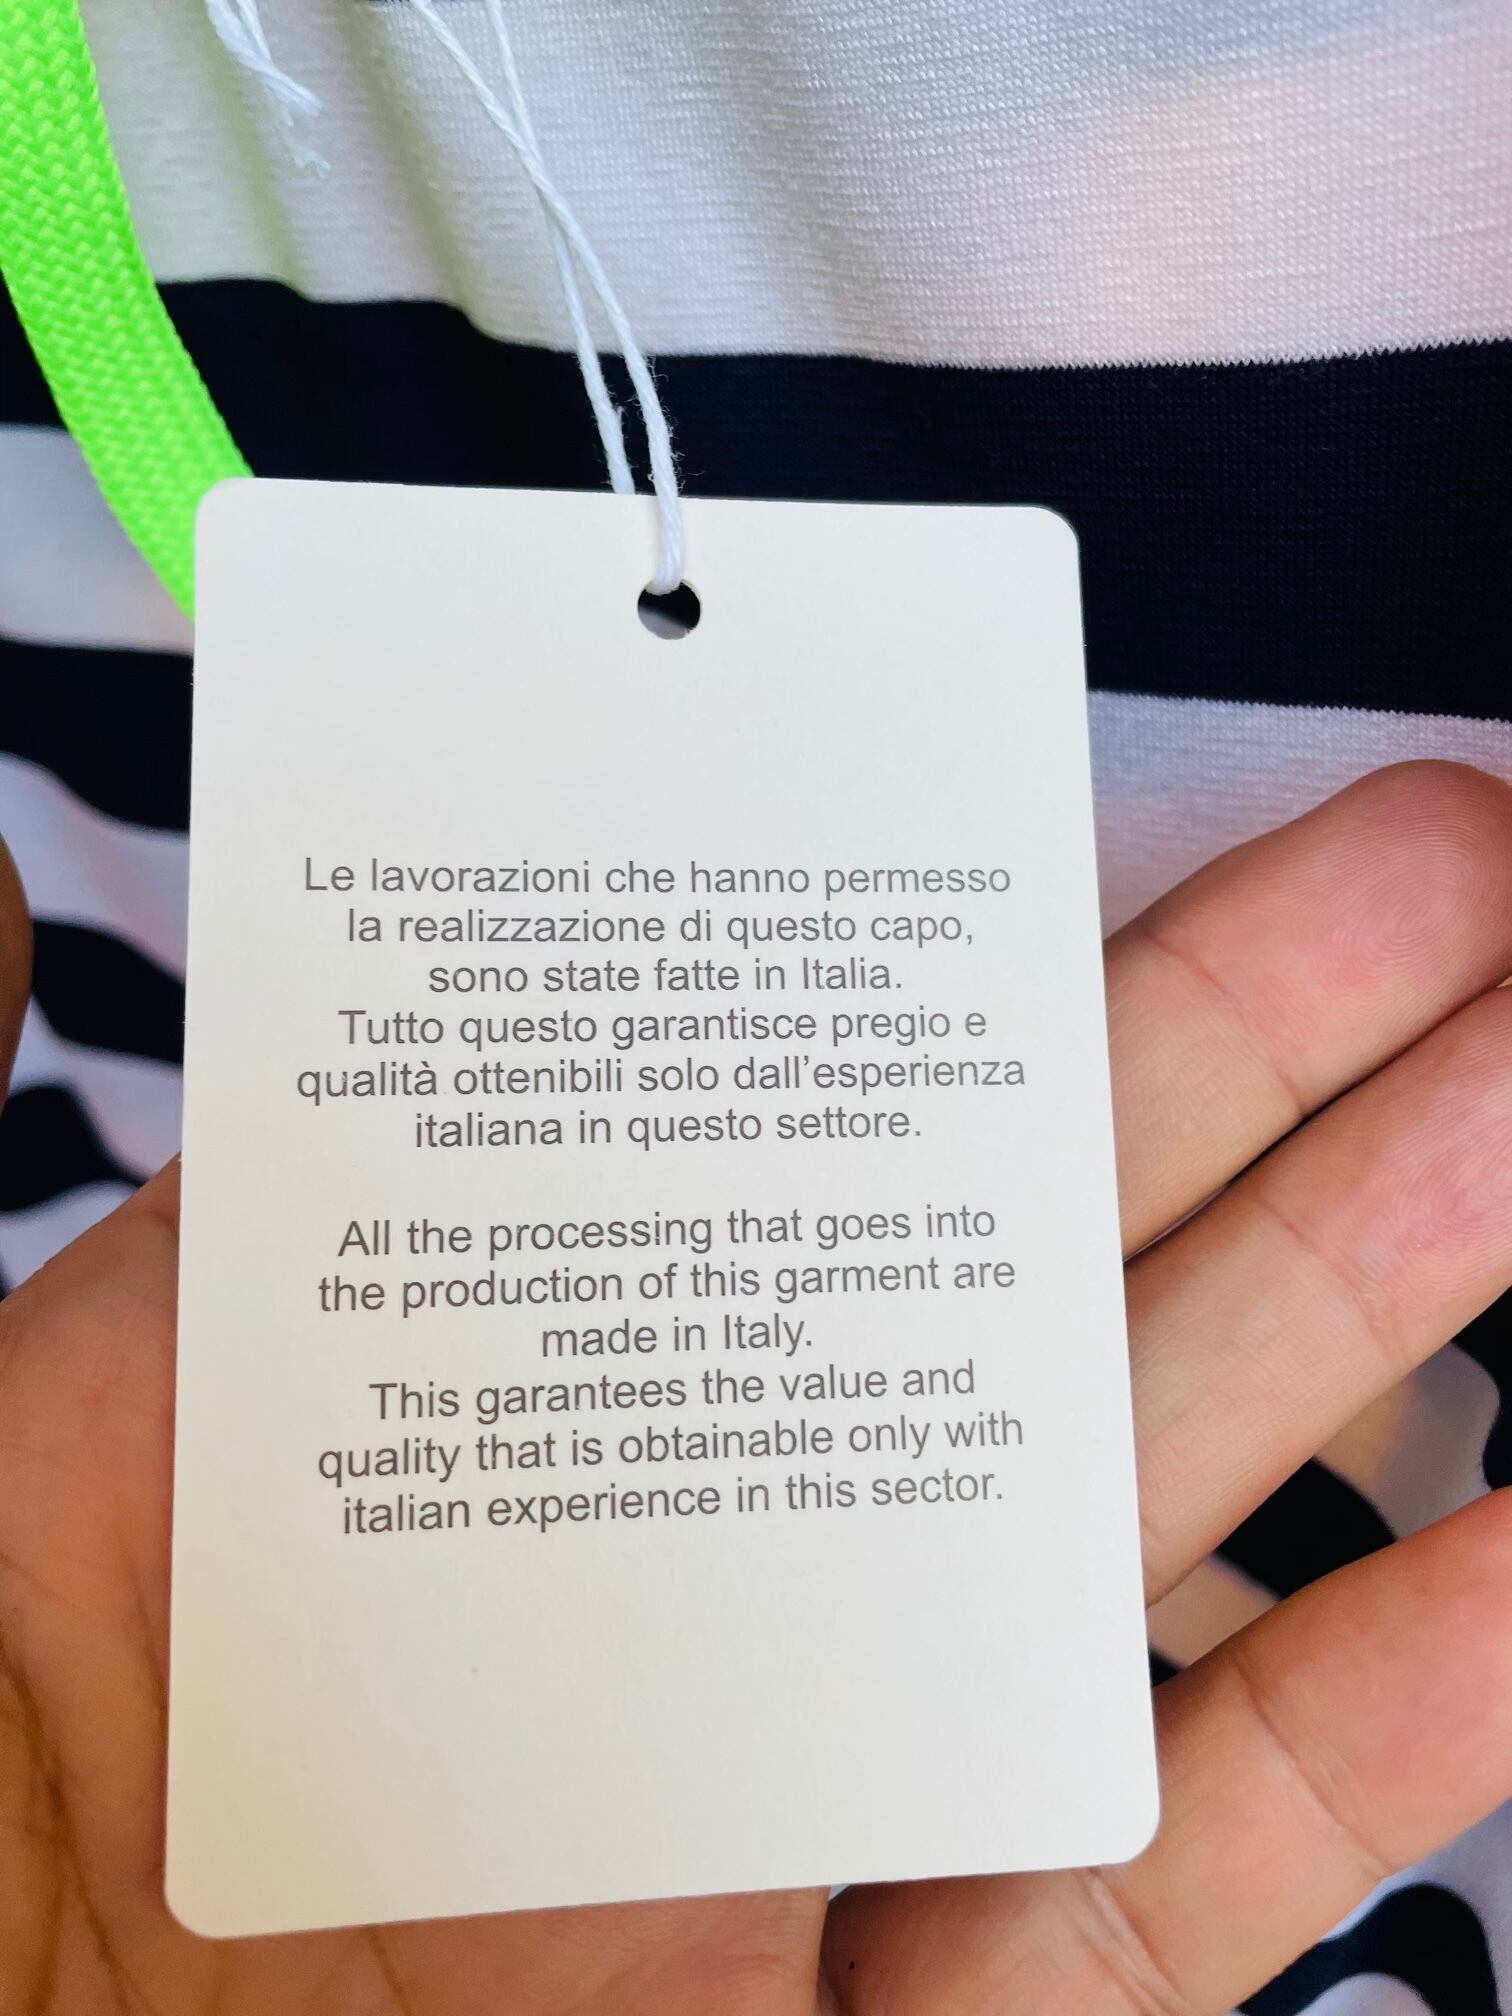 Le lavorazioni che hanno permesso
la realizzazione di questo capo,
sono state fatte in Italia.
Tutto questo garantisce pregio e
qualità ottenibili solo dall’esperienza
italiana in questo settore.
All the processing that goes into
the production of this garment are
made in Italy.
This garantees the value and
quality that is obtainable only with
italian experience in this sector.